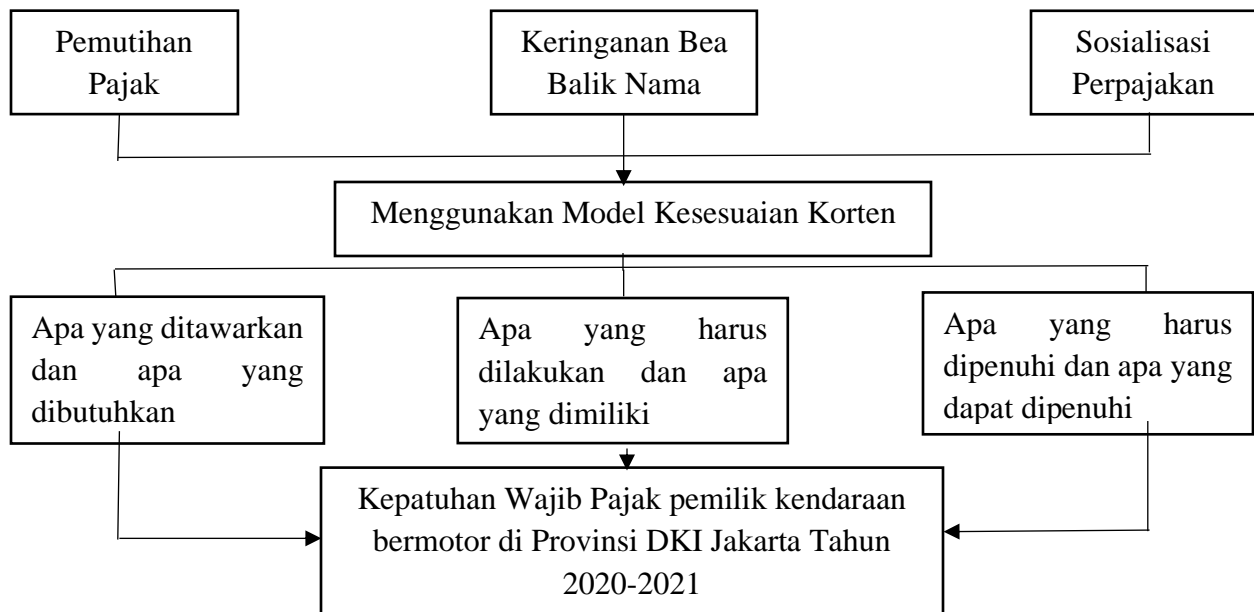 Pemutihan
Pajak
Keringanan Bea
Balik Nama
Sosialisasi
Perpajakan
Menggunakan Model Kesesuaian Korten
Apa yang ditawarkan
dan apa yang
dibutuhkan
Apa yang harus
dilakukan dan apa
yang dimiliki
Apa yang harus
dipenuhi dan apa yang
dapat dipenuhi
Kepatuhan Wajib Pajak pemilik kendaraan
bermotor di Provinsi DKI Jakarta Tahun
2020-2021